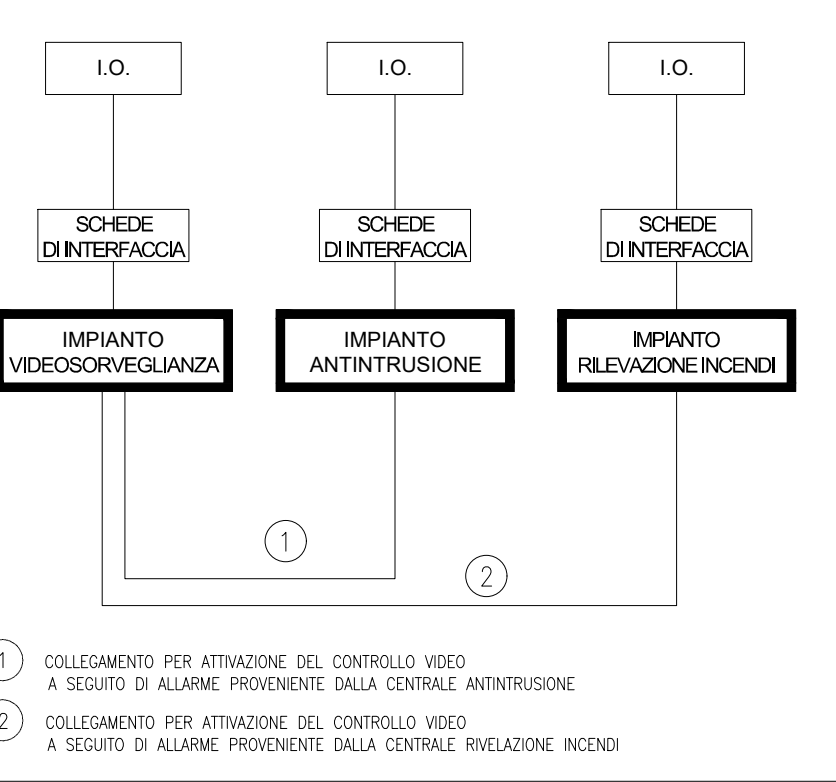 I.O.
I.O.
I.O.
SCHEDE
DI INTERFACCIA
SCHEDE
DI INTERFACCIA
SCHEDE
DI INTERFACCIA
IMPIANTO
VIDEOSORVEGLIANZA
IMPIANTO
ANTINTRUSIONE
IMPIANTO
RILEVAZIONE INCENDI
1
2
1 COLLEGAMENTO PER ATTIVAZIONE DEL CONTROLLO VIDEO
A SEGUITO DI ALLARME PROVENIENTE DALLA CENTRALE ANTINTRUSIONE
2 COLLEGAMENTO PER ATTIVAZIONE DEL CONTROLLO VIDEO
A SEGUITO DI ALLARME PROVENIENTE DALLA CENTRALE RIVELAZIONE INCENDI